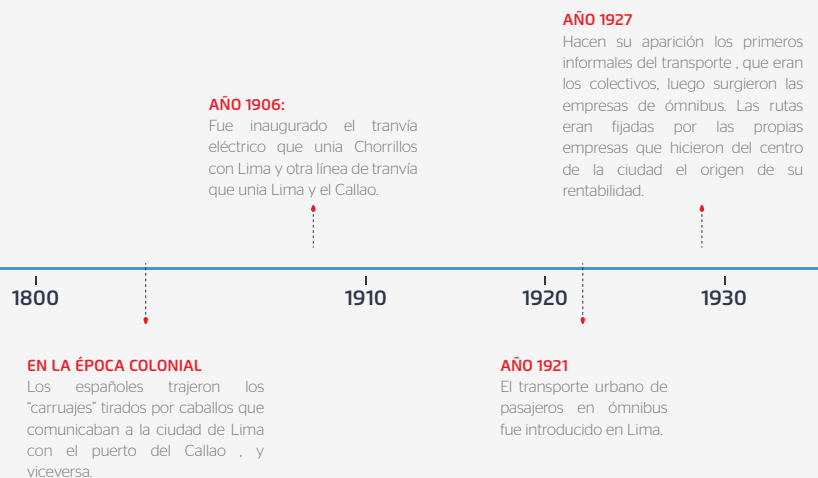 AÑO 1927
Hacen su aparición los primeros
informales del transporte , que eran
los colectivos, luego surgieron las
empresas de ómnibus. Las rutas
eran fijadas por las propias
empresas que hicieron del centro
de la ciudad el origen de su
rentabilidad.
AÑO 1906:
Fue inaugurado el tranvía
eléctrico que unia Chorrillos
con Lima y otra línea de tranvía
que unia Lima y el Callao.
1800
1910
1920
1930
EN LA ÉPOCA COLONIAL
Los españoles trajeron los
"carruajes" tirados por caballos que
comunicaban a la ciudad de Lima
con el puerto del Callao , y
viceversa.
AÑO 1921
El transporte urbano de
pasajeros en ómnibus
fue introducido en Lima.